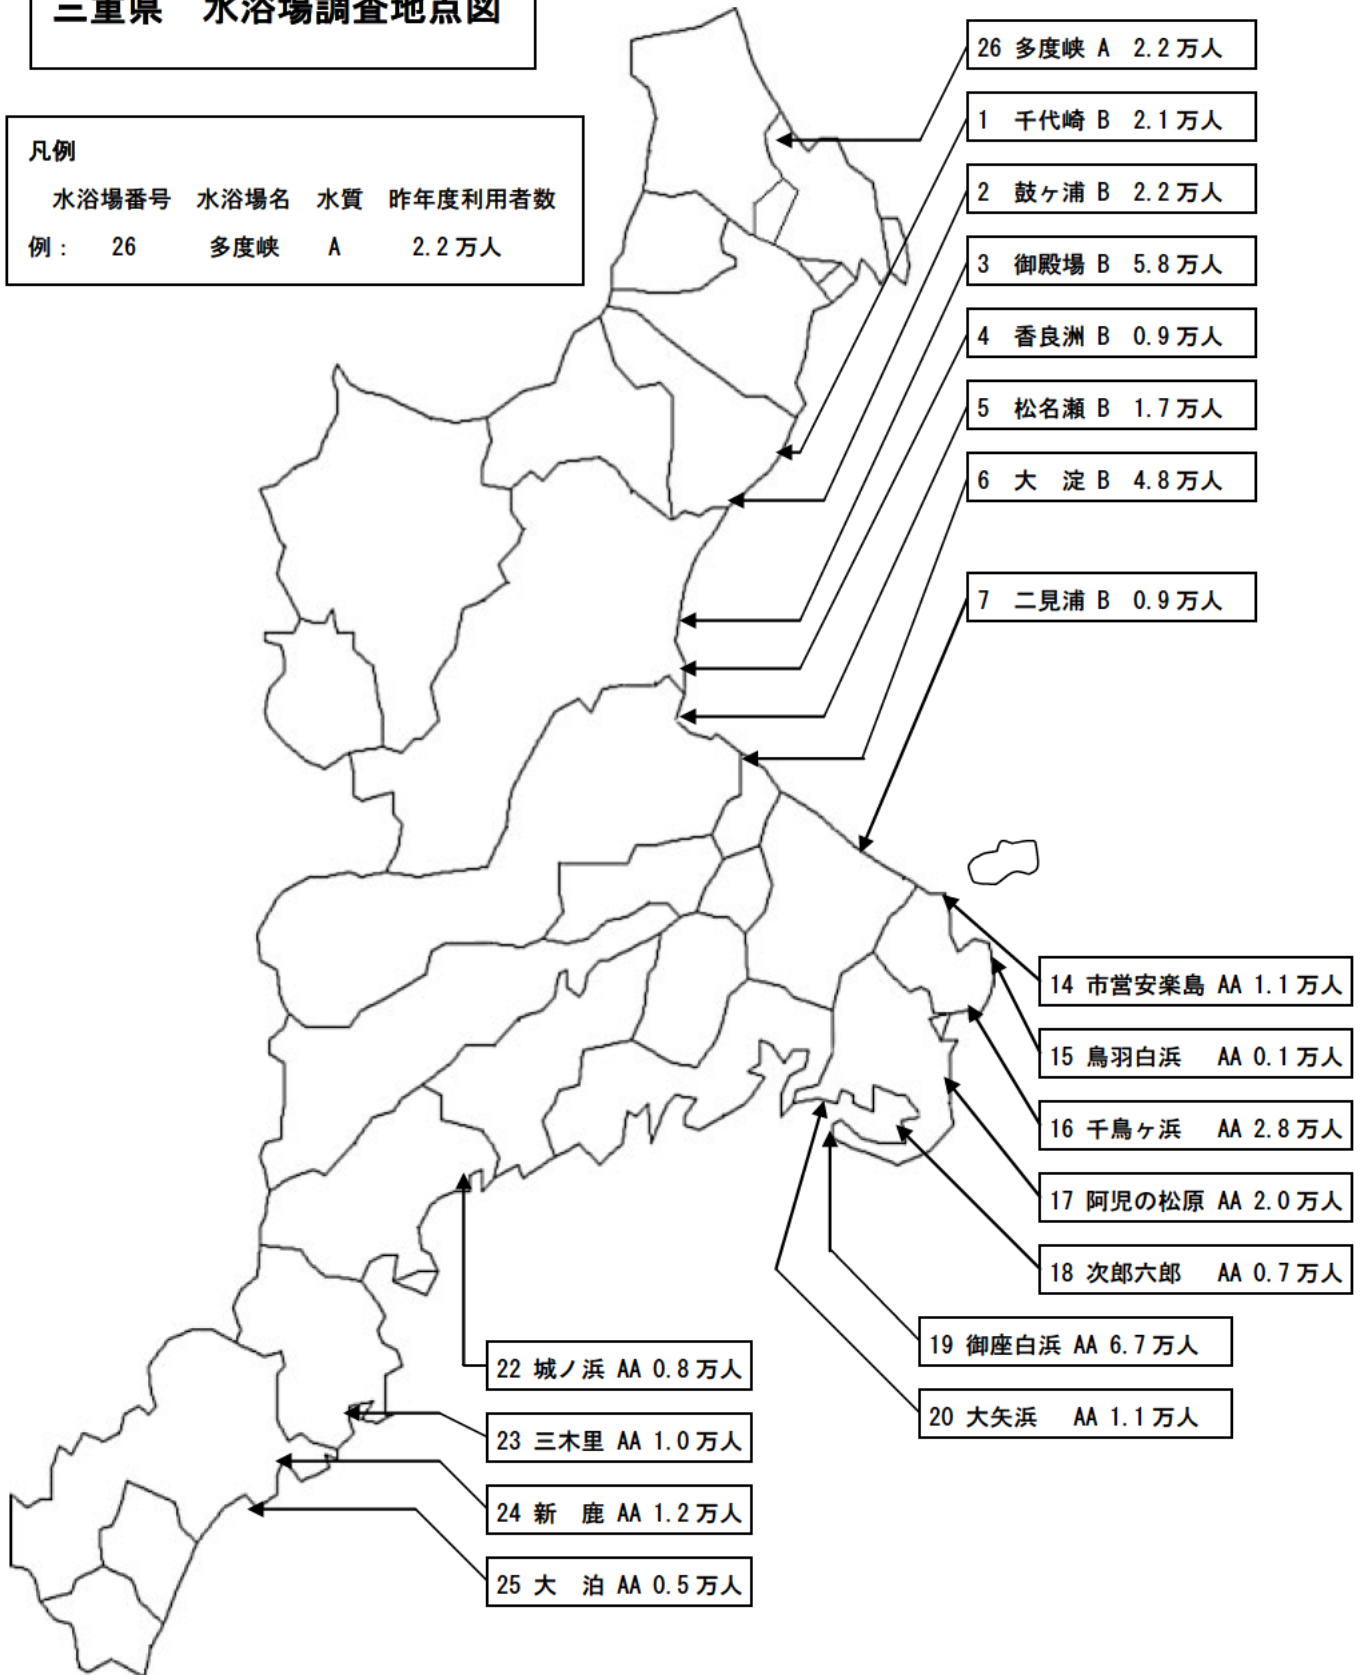 三重県　水浴場調査地点図
凡例
水浴場番号　水浴場名　水質　昨年度利用者数
例：　26　多度峡　A　2.2万人
26 多度峡 A 2.2万人
1 千代崎 B 2.1万人
2 鼓ヶ浦 B 2.2万人
3 御殿場 B 5.8万人
4 香良洲 B 0.9万人
5 松名瀬 B 1.7万人
6 大　淀 B 4.8万人
7 二見浦 B 0.9万人
14 市営安楽島 AA 1.1万人
15 鳥羽白浜 AA 0.1万人
16 千鳥ヶ浜 AA 2.8万人
17 阿児の松原 AA 2.0万人
18 次郎六郎 AA 0.7万人
19 御座白浜 AA 6.7万人
20 大矢浜 AA 1.1万人
22 城ノ浜 AA 0.8万人
23 三木里 AA 1.0万人
24 新　鹿 AA 1.2万人
25 大　泊 AA 0.5万人